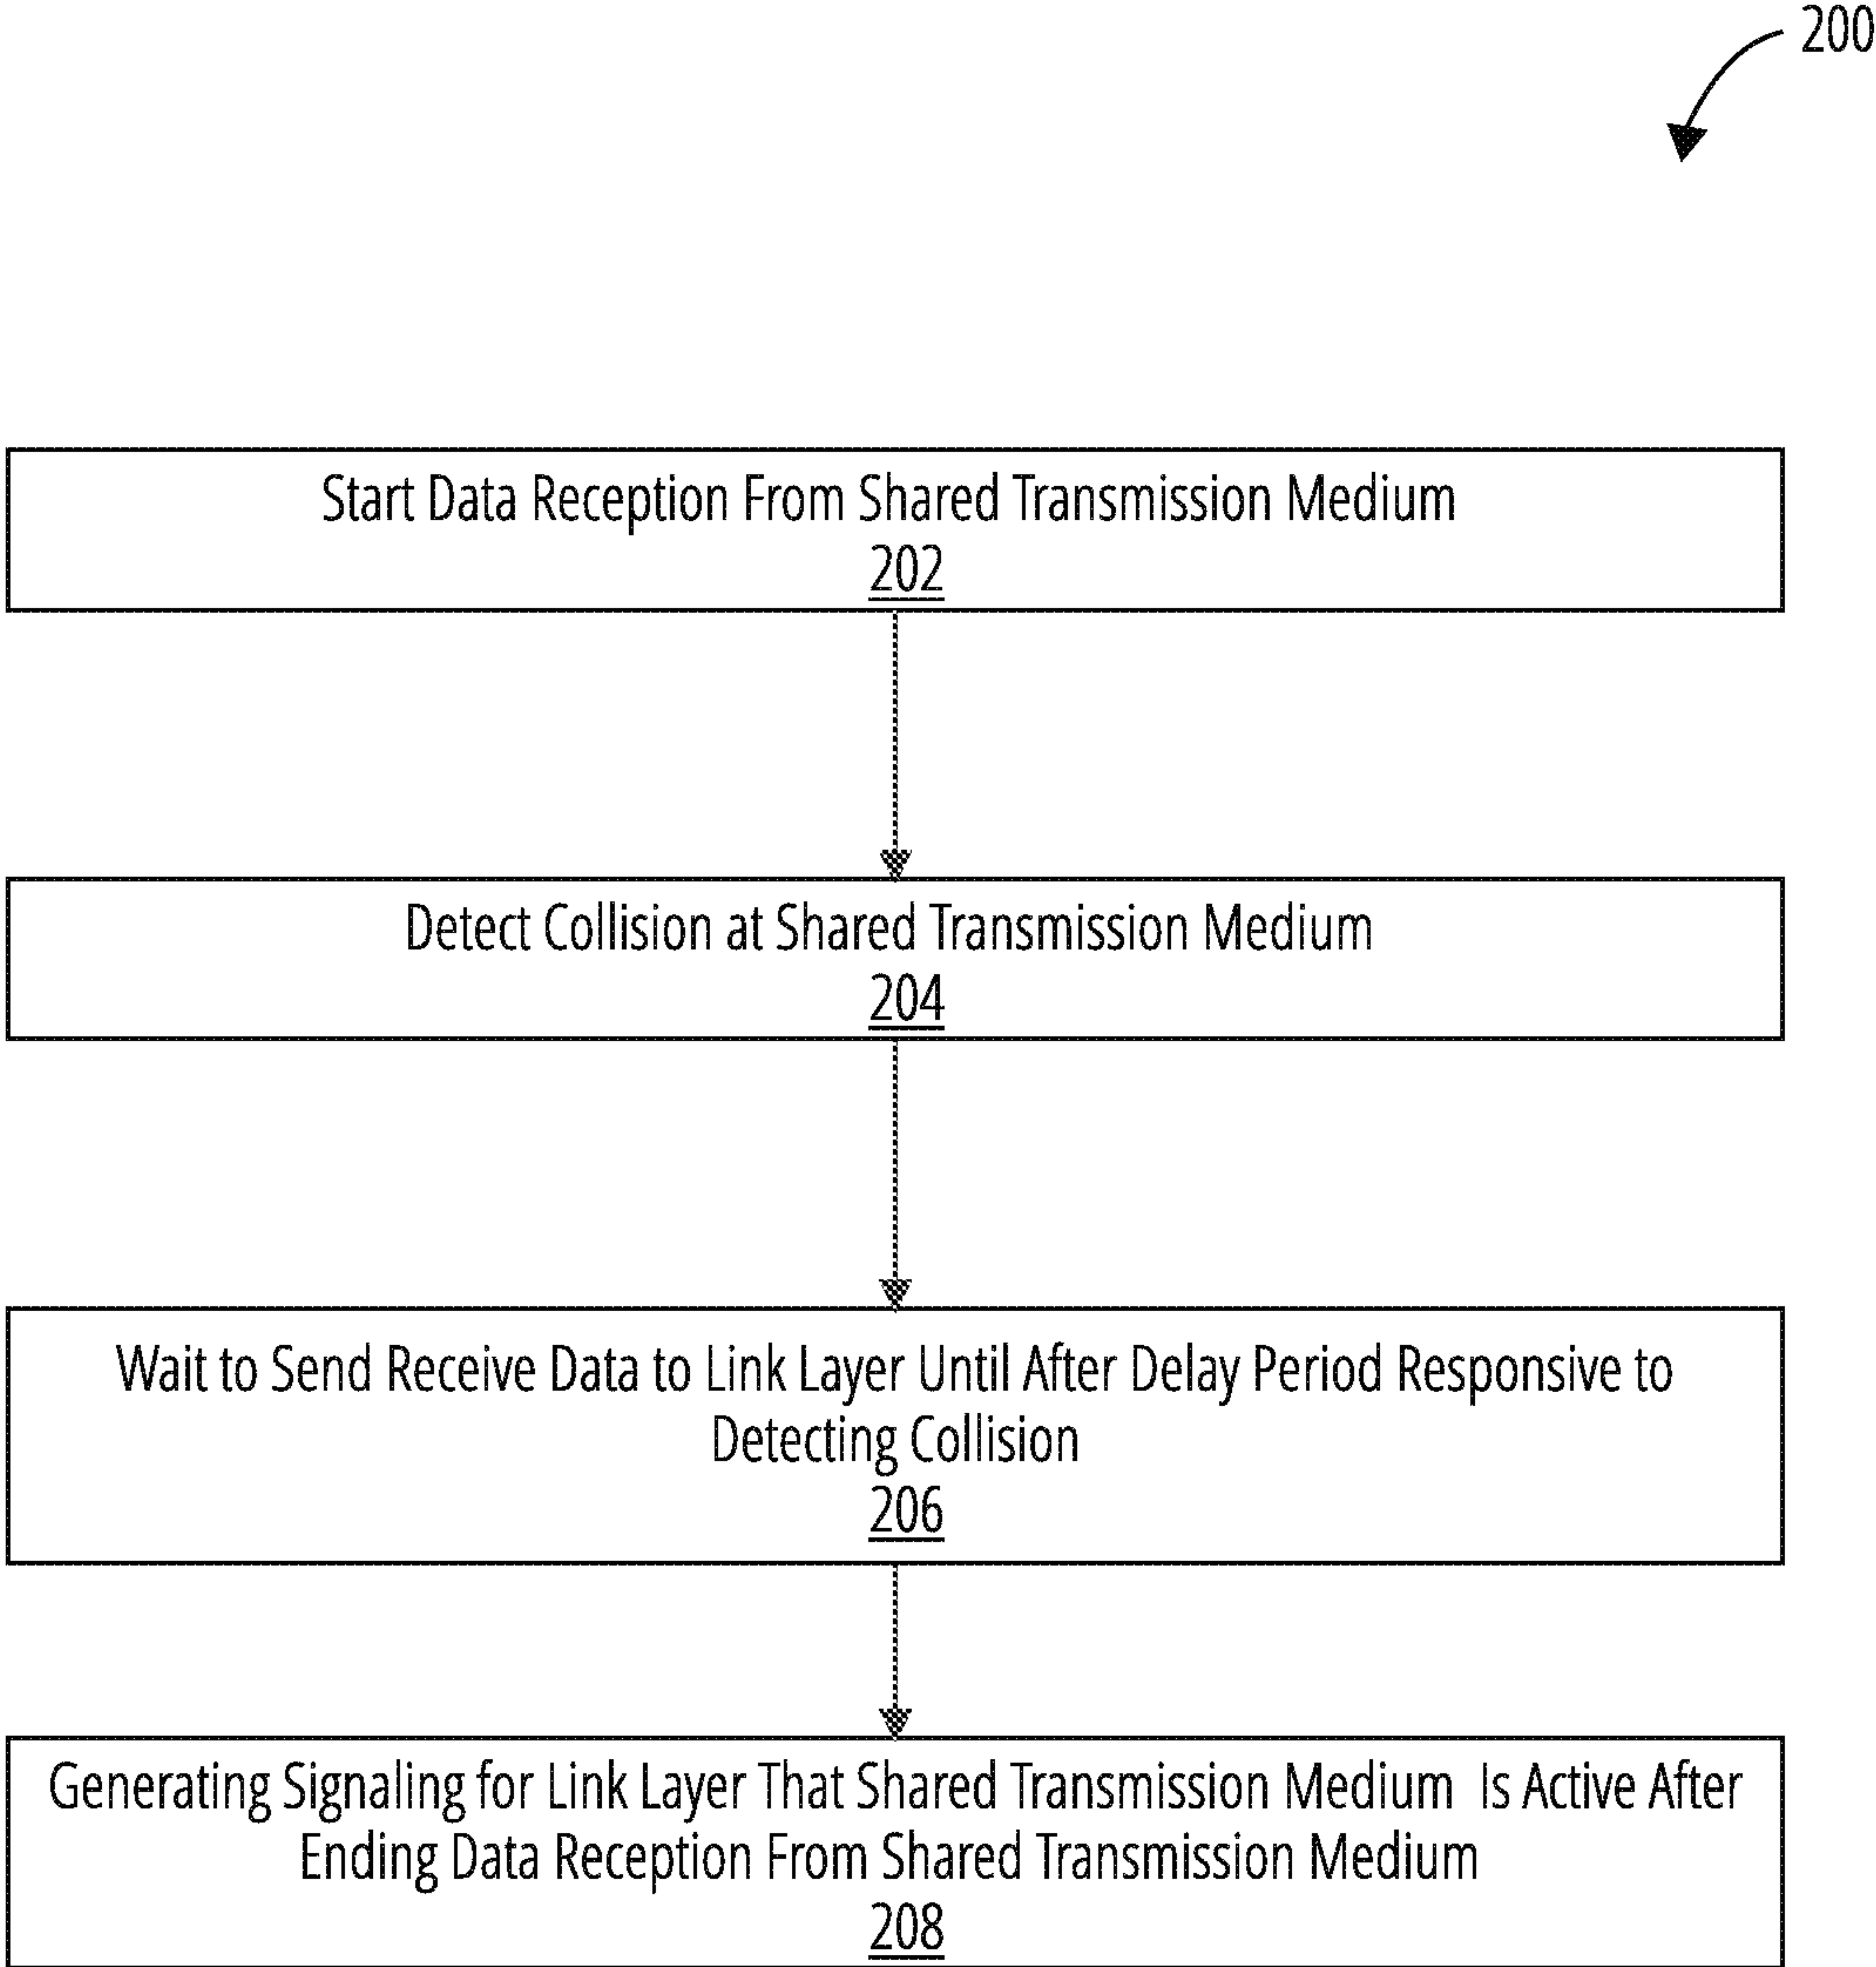 200
Start Data Reception From Shared Transmission Medium
202
Detect Collision at Shared Transmission Medium
204
Wait to Send Receive Data to Link Layer Until After Delay Period Responsive to
Detecting Collision
206
Generating Signaling for Link Layer That Shared Transmission Medium Is Active After
Ending Data Reception From Shared Transmission Medium
208